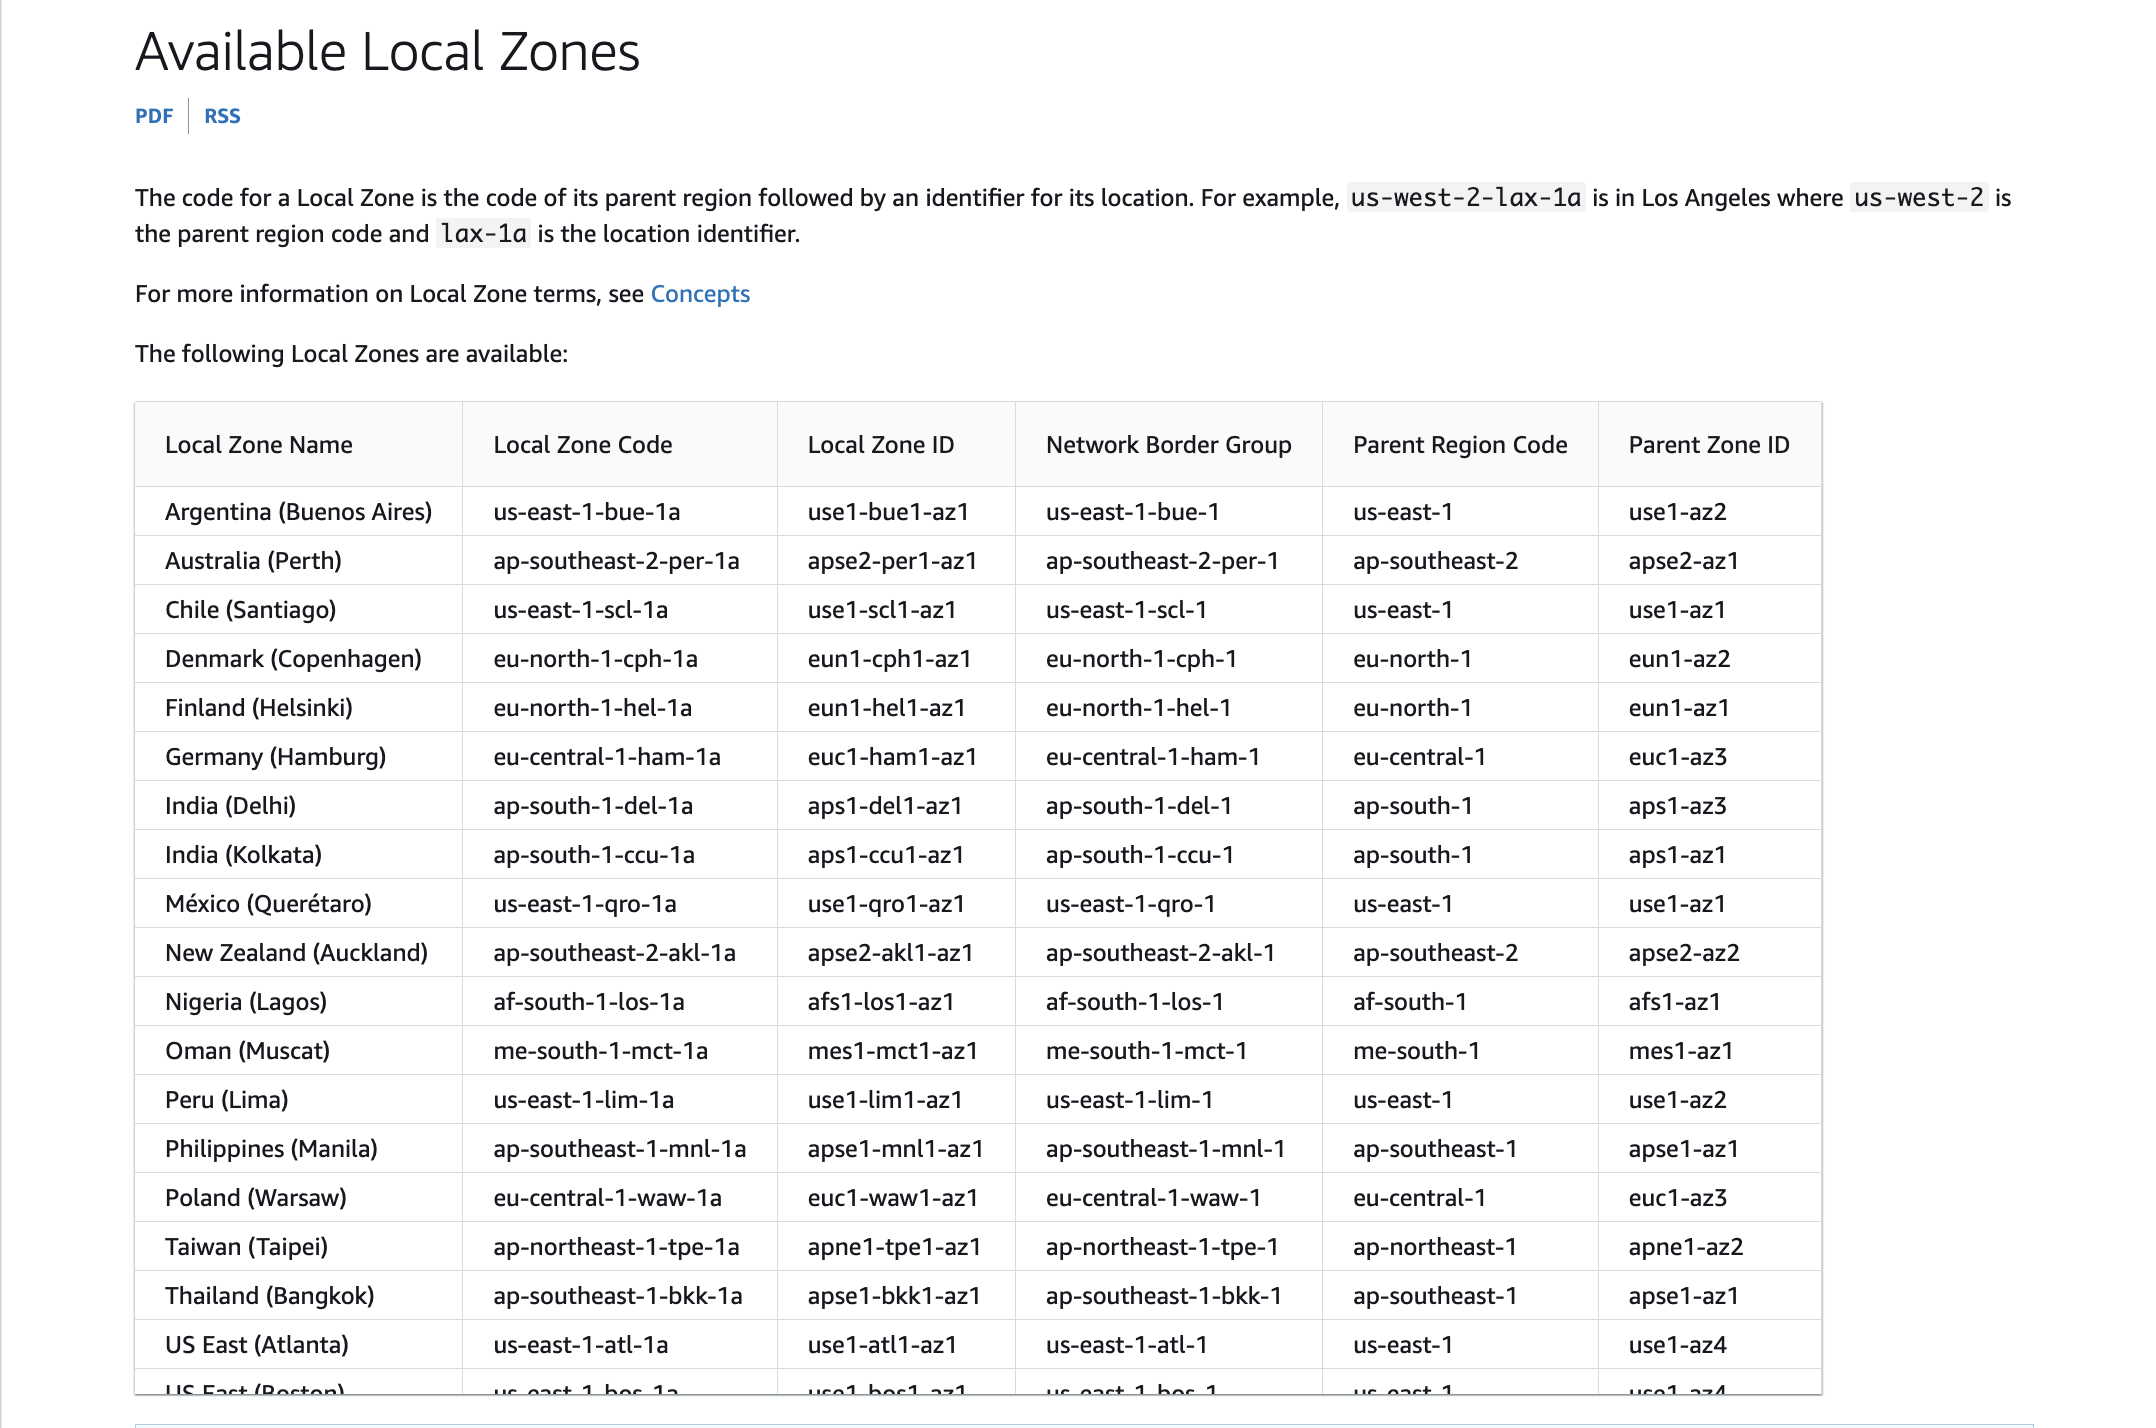 Available Local Zones
PDF RSS
The code for a Local Zone is the code of its parent region followed by an identifier for its location. For example, us-west-2-lax-1a is in Los Angeles where us-west-2 is
the parent region code and lax-1a is the location identifier.
For more information on Local Zone terms, see Concepts
The following Local Zones are available:
Local Zone Name Local Zone Code Local Zone ID Network Border Group Parent Region Code Parent Zone ID
Argentina (Buenos Aires) us-east-1-bue-1a use1-bue1-az1 us-east-1-bue-1 us-east-1 use1-az2
Australia (Perth) ap-southeast-2-per-1a apse2-per1-az1 ap-southeast-2-per-1 ap-southeast-2 apse2-az1
Chile (Santiago) us-east-1-scl-1a use1-scl1-az1 us-east-1-scl-1 us-east-1 use1-az1
Denmark (Copenhagen) eu-north-1-cph-1a eun1-cph1-az1 eu-north-1-cph-1 eu-north-1 eun1-az2
Finland (Helsinki) eu-north-1-hel-1a eun1-hel1-az1 eu-north-1-hel-1 eu-north-1 eun1-az1
Germany (Hamburg) eu-central-1-ham-1a euc1-ham1-az1 eu-central-1-ham-1 eu-central-1 euc1-az3
India (Delhi) ap-south-1-del-1a aps1-del1-az1 ap-south-1-del-1 ap-south-1 aps1-az3
India (Kolkata) ap-south-1-ccu-1a aps1-ccu1-az1 ap-south-1-ccu-1 ap-south-1 aps1-az1
México (Querétaro) us-east-1-qro-1a use1-qro1-az1 us-east-1-qro-1 us-east-1 use1-az1
New Zealand (Auckland) ap-southeast-2-akl-1a apse2-akl1-az1 ap-southeast-2-akl-1 ap-southeast-2 apse2-az2
Nigeria (Lagos) af-south-1-los-1a afs1-los1-az1 af-south-1-los-1 af-south-1 afs1-az1
Oman (Muscat) me-south-1-mct-1a mes1-mct1-az1 me-south-1-mct-1 me-south-1 mes1-az1
Peru (Lima) us-east-1-lim-1a use1-lim1-az1 us-east-1-lim-1 us-east-1 use1-az2
Philippines (Manila) ap-southeast-1-mnl-1a apse1-mnl1-az1 ap-southeast-1-mnl-1 ap-southeast-1 apse1-az1
Poland (Warsaw) eu-central-1-waw-1a euc1-waw1-az1 eu-central-1-waw-1 eu-central-1 euc1-az3
Taiwan (Taipei) ap-northeast-1-tpe-1a apne1-tpe1-az1 ap-northeast-1-tpe-1 ap-northeast-1 apne1-az2
Thailand (Bangkok) ap-southeast-1-bkk-1a apse1-bkk1-az1 ap-southeast-1-bkk-1 ap-southeast-1 apse1-az1
US East (Atlanta) us-east-1-atl-1a use1-atl1-az1 us-east-1-atl-1 us-east-1 use1-az4
US East (Boston) us-east-1-bos-1a use1-bos1-az1 us-east-1-bos-1 us-east-1 use1-az4